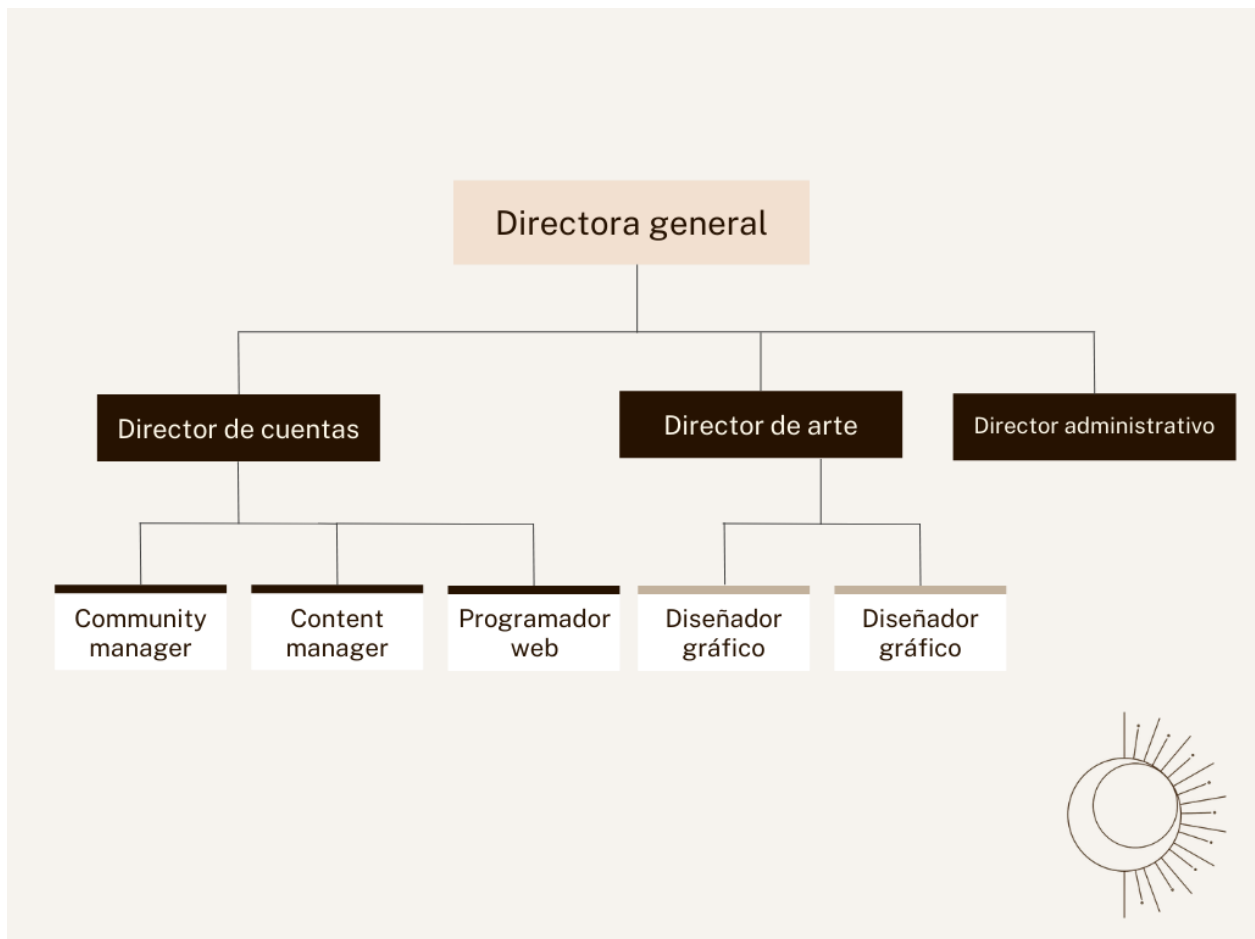 Directora general
Director de cuentas
Director de arte
Director administrativo
Community
manager
Content
manager
Programador
web
Diseñador
gráfico
Diseñador
gráfico